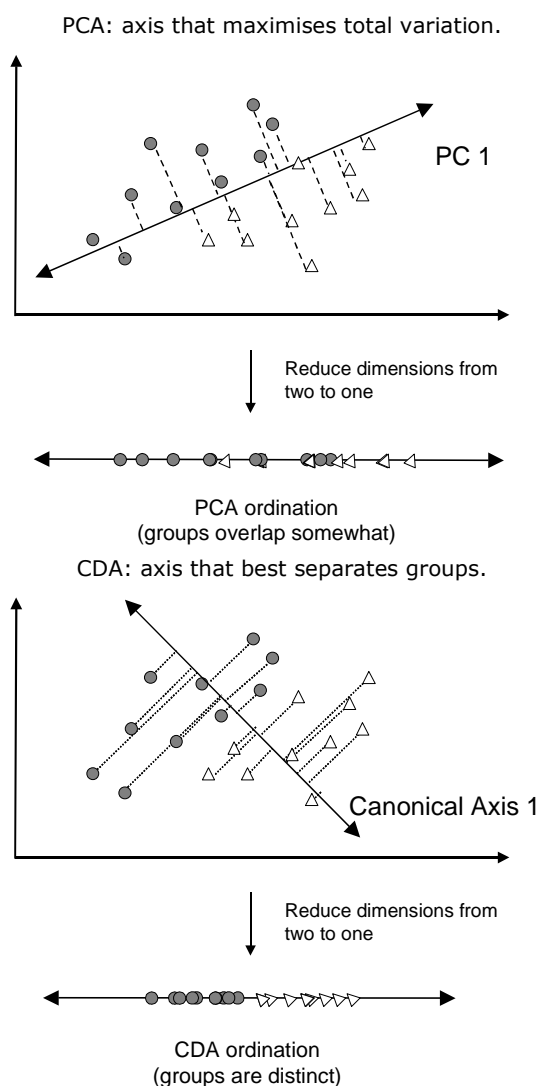 PCA: axis that maximises total variation.
PC 1
Reduce dimensions from
two to one
PCA ordination
(groups overlap somewhat)
CDA: axis that best separates groups.
Canonical Axis 1
Reduce dimensions from
two to one
CDA ordination
(groups are distinct)